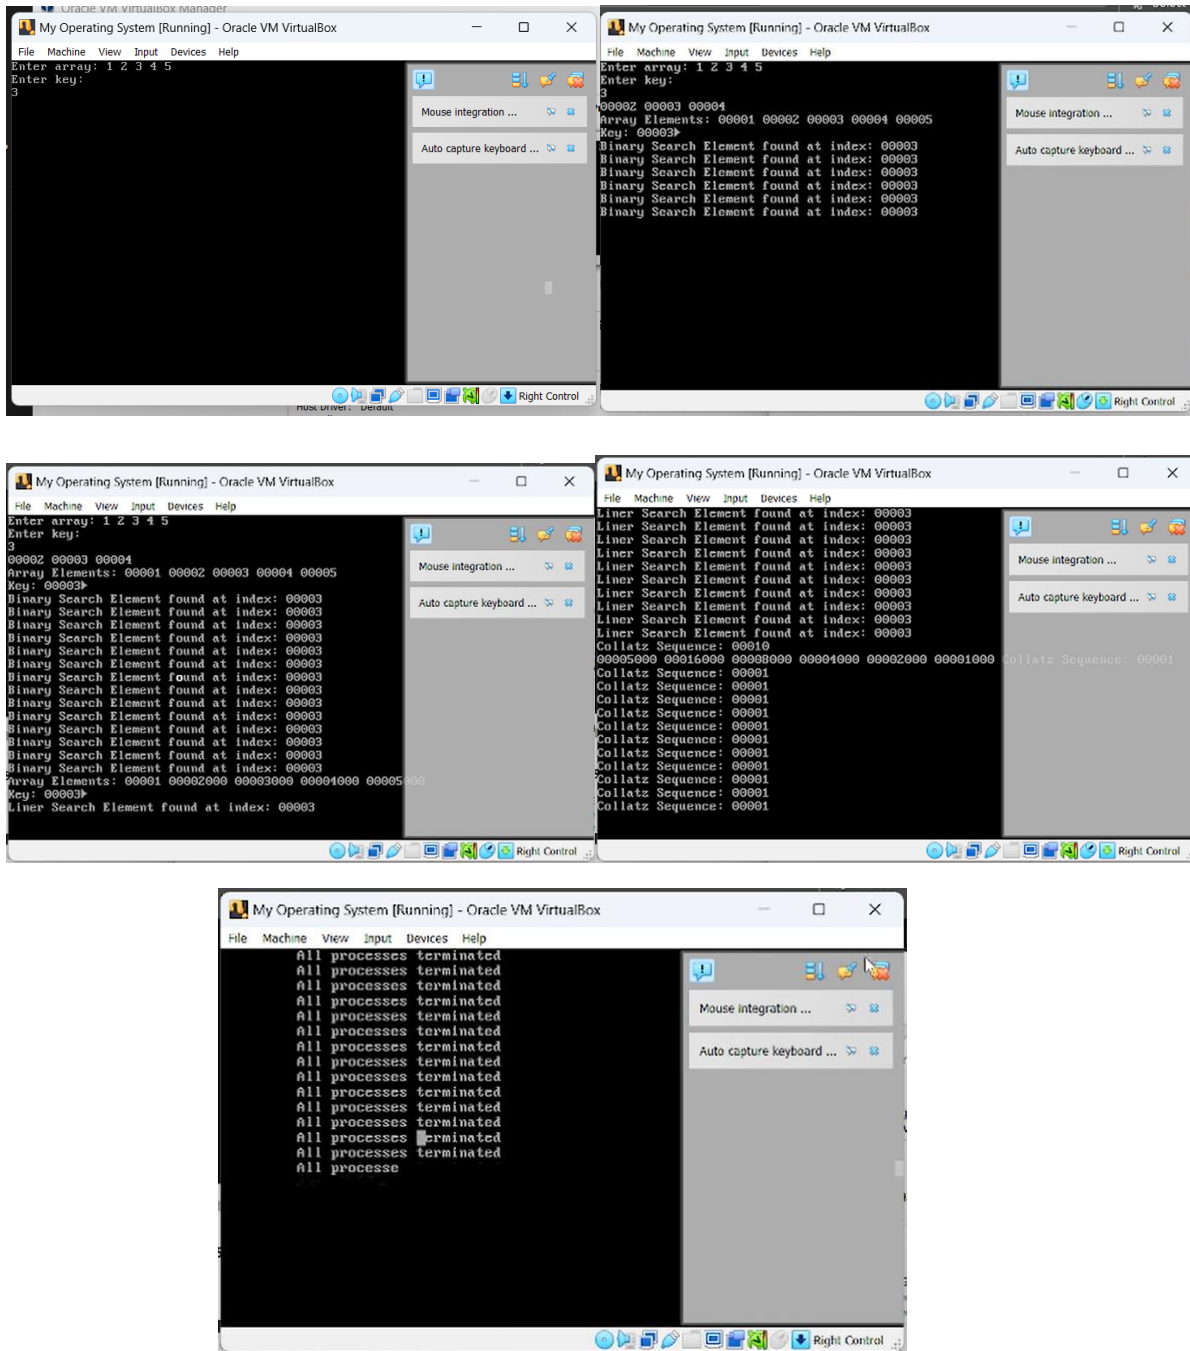 Oracle VM VirtualBox Manager
My Operating System [Running] - Oracle VM VirtualBox
File Machine View Input Devices Help
Enter array: 1 2 3 4 5
Enter key:
3
Mouse integration ...
Auto capture keyboard ...
Right Control
Host Driver: Default
My Operating System [Running] - Oracle VM VirtualBox
File Machine View Input Devices Help
Enter array: 1 2 3 4 5
Enter key:
3
00002 00003 00004
Array Elements: 00001 00002 00003 00004 00005
Key: 00003
Binary Search Element found at index: 00003
Binary Search Element found at index: 00003
Binary Search Element found at index: 00003
Binary Search Element found at index: 00003
Binary Search Element found at index: 00003
Binary Search Element found at index: 00003
Mouse integration ...
Auto capture keyboard ...
Right Control
My Operating System [Running] - Oracle VM VirtualBox
File Machine View Input Devices Help
Enter array: 1 2 3 4 5
Enter key:
3
00002 00003 00004
Array Elements: 00001 00002 00003 00004 00005
Key: 00003
Binary Search Element found at index: 00003
Binary Search Element found at index: 00003
Binary Search Element found at index: 00003
Binary Search Element found at index: 00003
Binary Search Element found at index: 00003
Binary Search Element found at index: 00003
Binary Search Element found at index: 00003
Binary Search Element found at index: 00003
Binary Search Element found at index: 00003
Binary Search Element found at index: 00003
Binary Search Element found at index: 00003
Binary Search Element found at index: 00003
Binary Search Element found at index: 00003
Binary Search Element found at index: 00003
Array Elements: 00001 00002000 00003000 00004000 00005000
Key: 00003
Liner Search Element found at index: 00003
Mouse integration ...
Auto capture keyboard ...
Right Control
My Operating System [Running] - Oracle VM VirtualBox
File Machine View Input Devices Help
Liner Search Element found at index: 00003
Liner Search Element found at index: 00003
Liner Search Element found at index: 00003
Liner Search Element found at index: 00003
Liner Search Element found at index: 00003
Liner Search Element found at index: 00003
Liner Search Element found at index: 00003
Liner Search Element found at index: 00003
Liner Search Element found at index: 00003
Liner Search Element found at index: 00003
Collatz Sequence: 00010
00005000 00016000 00008000 00004000 00002000 00001000 Collatz Sequence: 00001
Collatz Sequence: 00001
Collatz Sequence: 00001
Collatz Sequence: 00001
Collatz Sequence: 00001
Collatz Sequence: 00001
Collatz Sequence: 00001
Collatz Sequence: 00001
Collatz Sequence: 00001
Collatz Sequence: 00001
Collatz Sequence: 00001
Collatz Sequence: 00001
Mouse integration ...
Auto capture keyboard ...
Right Control
My Operating System [Running] - Oracle VM VirtualBox
File Machine View Input Devices Help
All processes terminated
All processes terminated
All processes terminated
All processes terminated
All processes terminated
All processes terminated
All processes terminated
All processes terminated
All processes terminated
All processes terminated
All processes terminated
All processes terminated
All processes erminated
All processes terminated
All processe
Mouse integration ...
Auto capture keyboard ...
Right Control